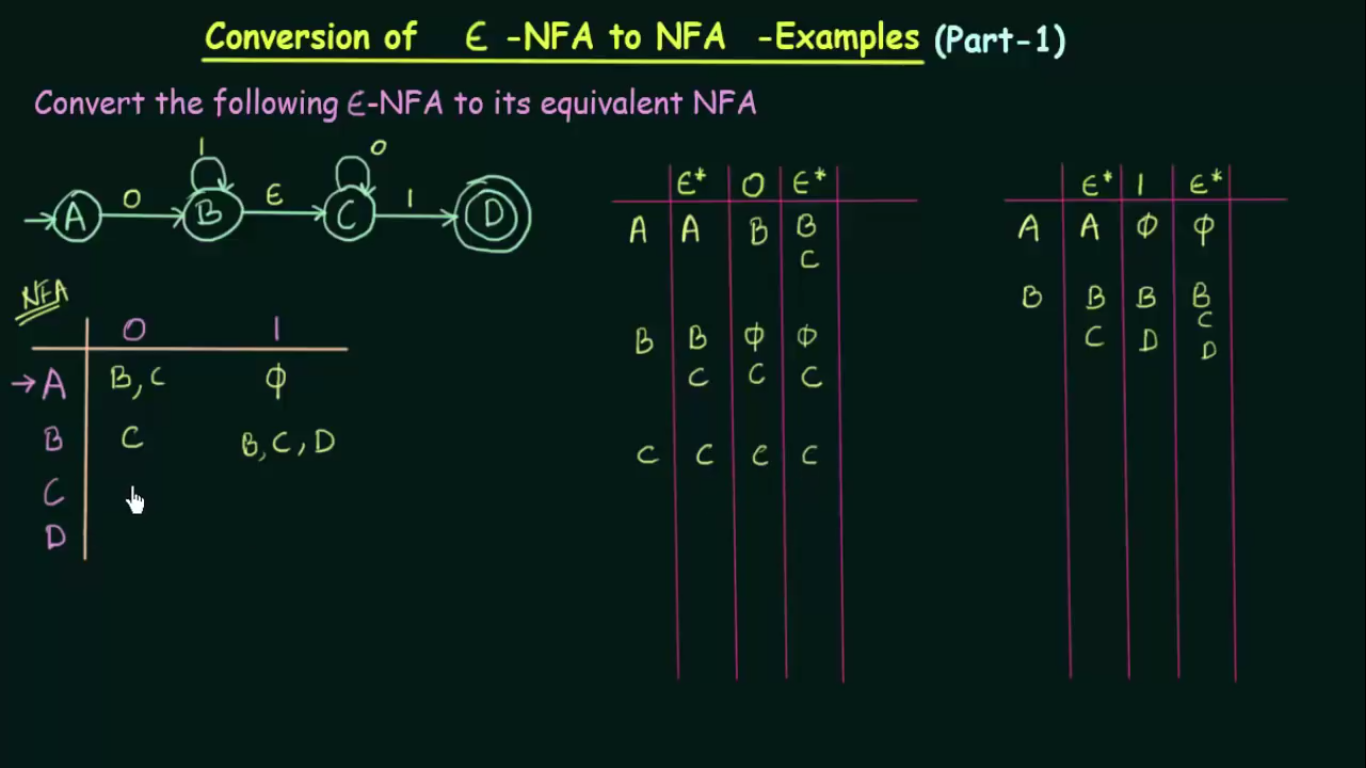 Conversion of ϵ -NFA to NFA -Examples (Part-1)
Convert the following ϵ-NFA to its equivalent NFA
1 0
0 ϵ 1
A B C D
NFA
0 1
→A B, C ϕ
B C B, C, D
C
D
ϵ* 0 ϵ*
A A B B
C
B B ϕ ϕ
C C C
C C C C
ϵ* 1 ϵ*
A A ϕ ϕ
B B B B
C
C D D